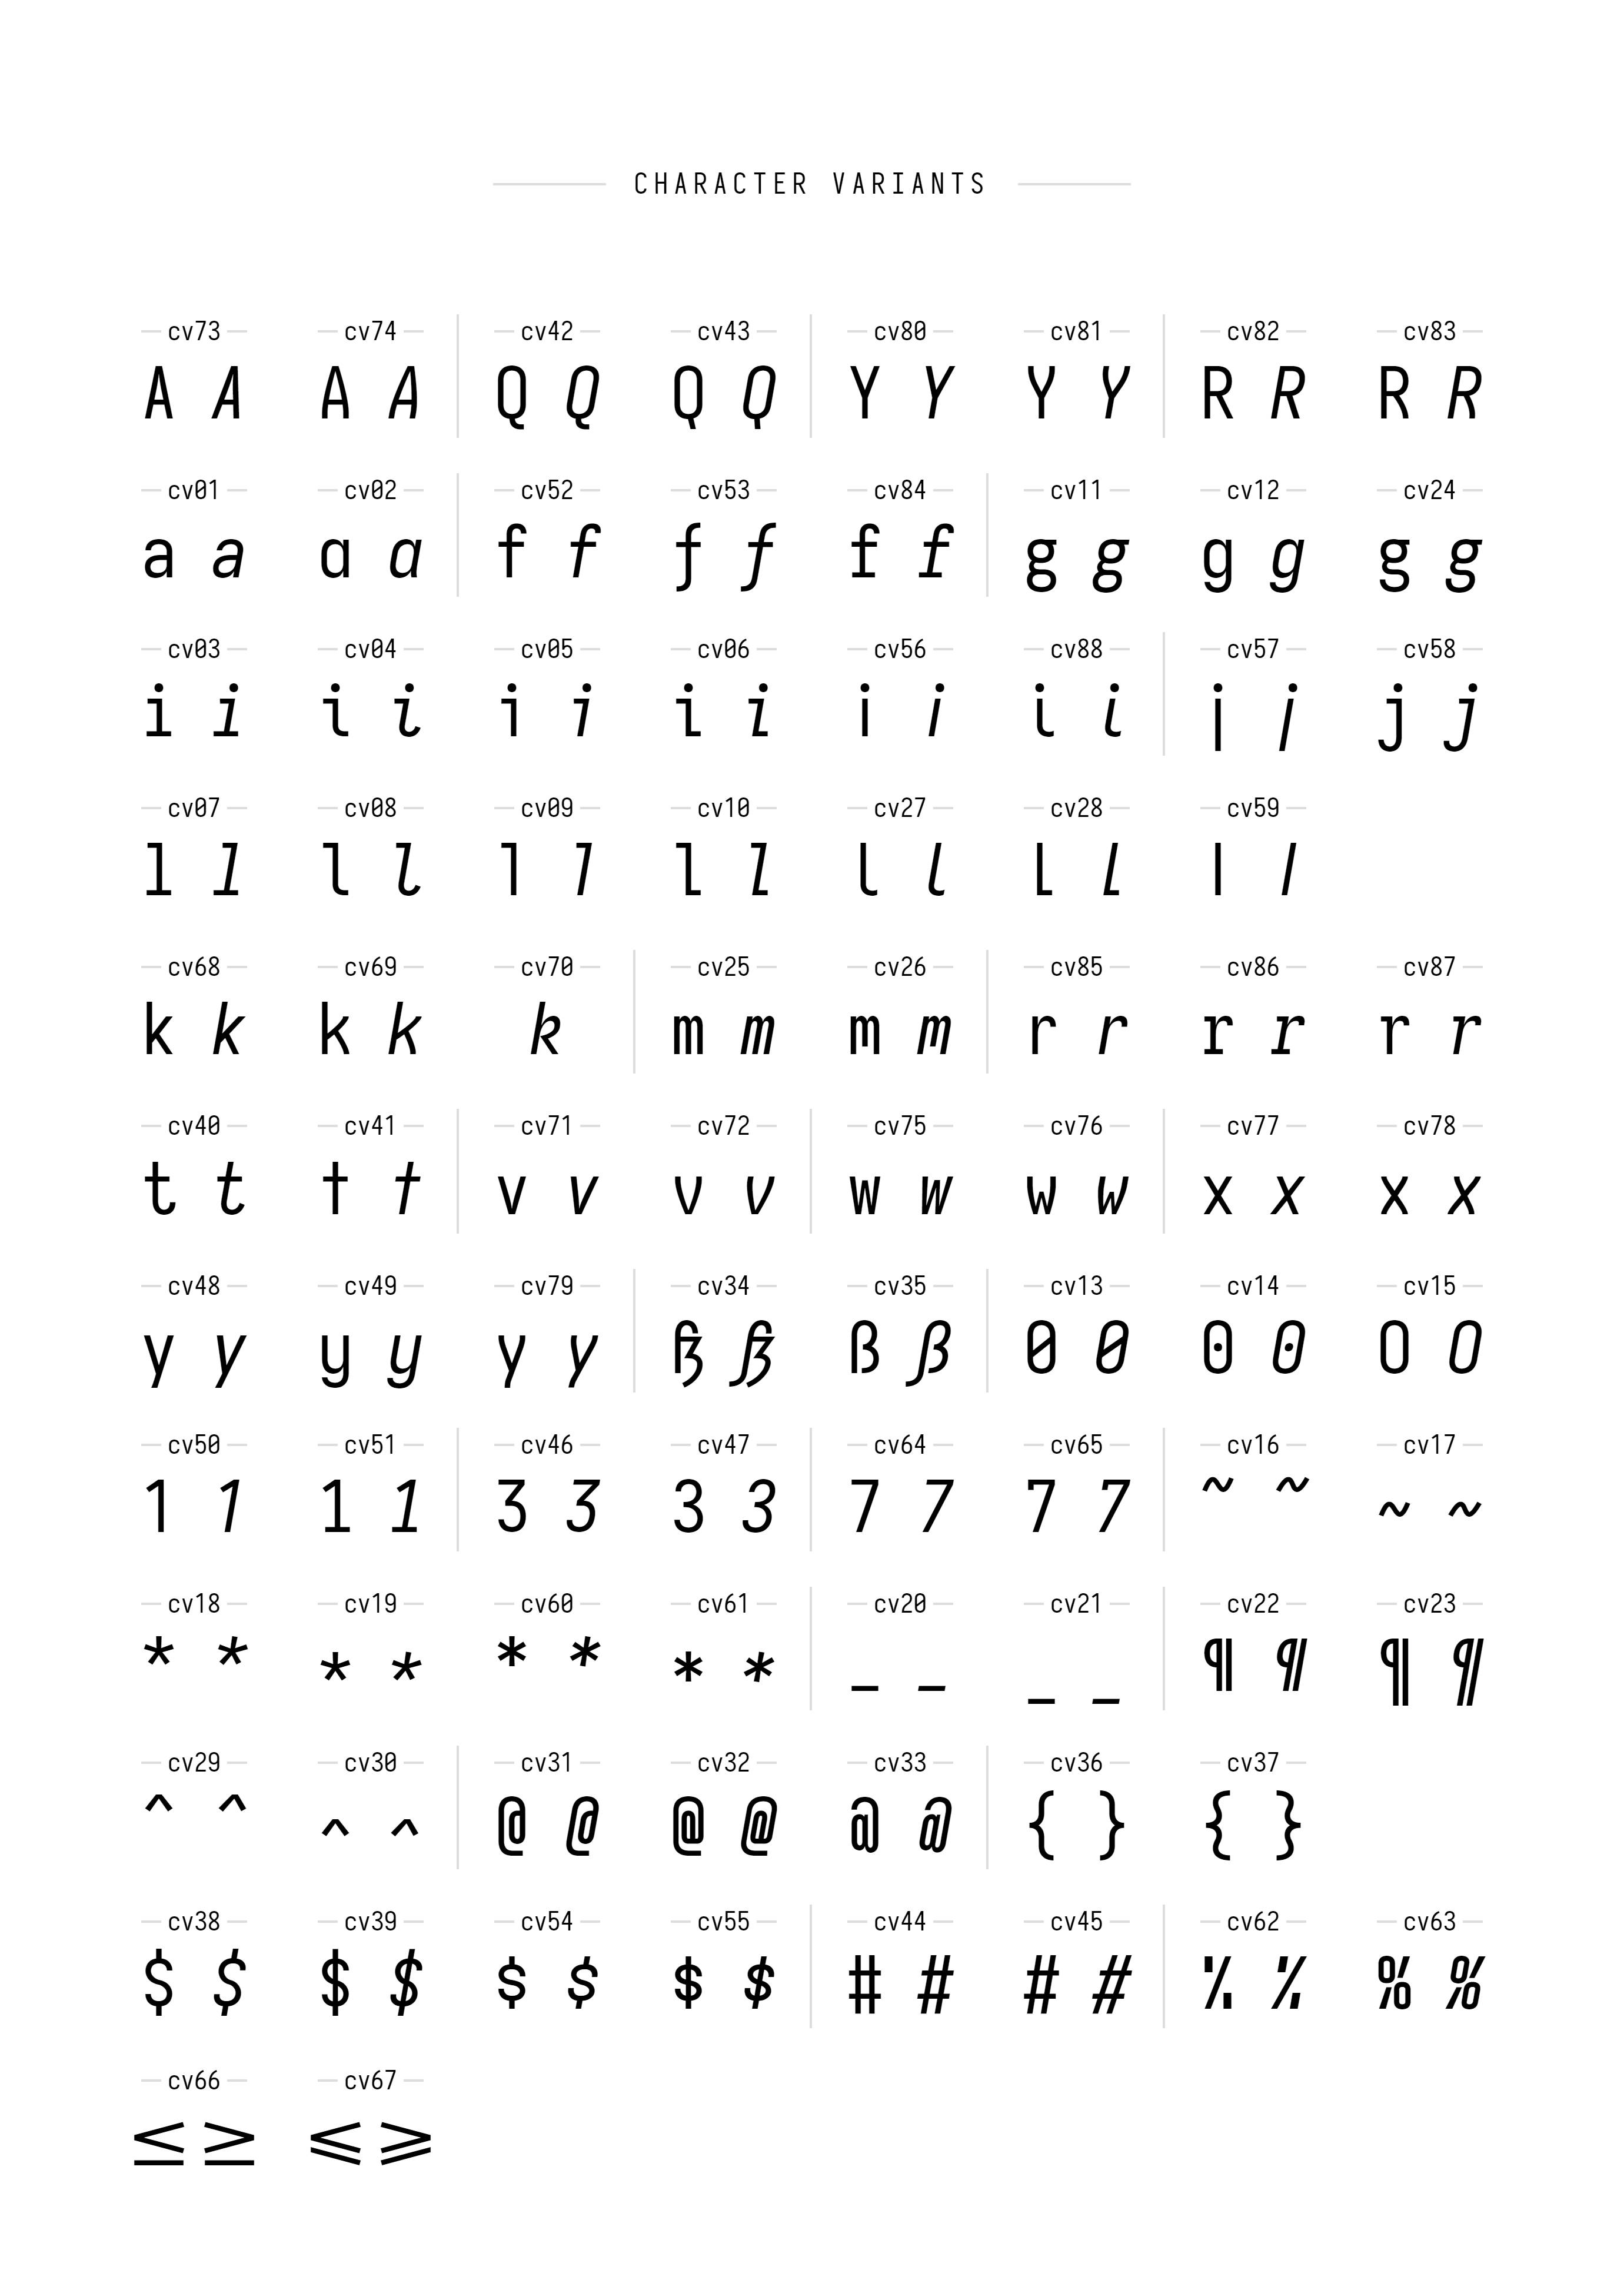 CHARACTER VARIANTS
cv73 cv74 cv42 cv43 cv80 cv81 cv82 cv83
A A A A Q Q Q Q Y Y Y Y R R R R
cv01 cv02 cv52 cv53 cv84 cv11 cv12 cv24
a a a a f f f f f f g g g g g g
cv03 cv04 cv05 cv06 cv56 cv88 cv57 cv58
i i i i i i i i i i i i j j j j
cv07 cv08 cv09 cv10 cv27 cv28 cv59
l l l l l l l l l l l l l l
cv68 cv69 cv70 cv25 cv26 cv85 cv86 cv87
k k k k k m m m m r r r r r r
cv40 cv41 cv71 cv72 cv75 cv76 cv77 cv78
t t t t v v v v w w w w x x x x
cv48 cv49 cv79 cv34 cv35 cv13 cv14 cv15
y y y y y y ß ß ß ß 0 0 0 0 0 0
cv50 cv51 cv46 cv47 cv64 cv65 cv16 cv17
1 1 1 1 3 3 3 3 7 7 7 7 ~ ~ ~ ~
cv18 cv19 cv60 cv61 cv20 cv21 cv22 cv23
* * * * * * * * _ _ _ _ ¶ ¶ ¶ ¶
cv29 cv30 cv31 cv32 cv33 cv36 cv37
^ ^ ^ ^ @ @ @ @ @ @ { } { }
cv38 cv39 cv54 cv55 cv44 cv45 cv62 cv63
$ $ $ $ $ $ $ $ # # # # % % % %
cv66 cv67
≤ ≥ ⩽ ⩾